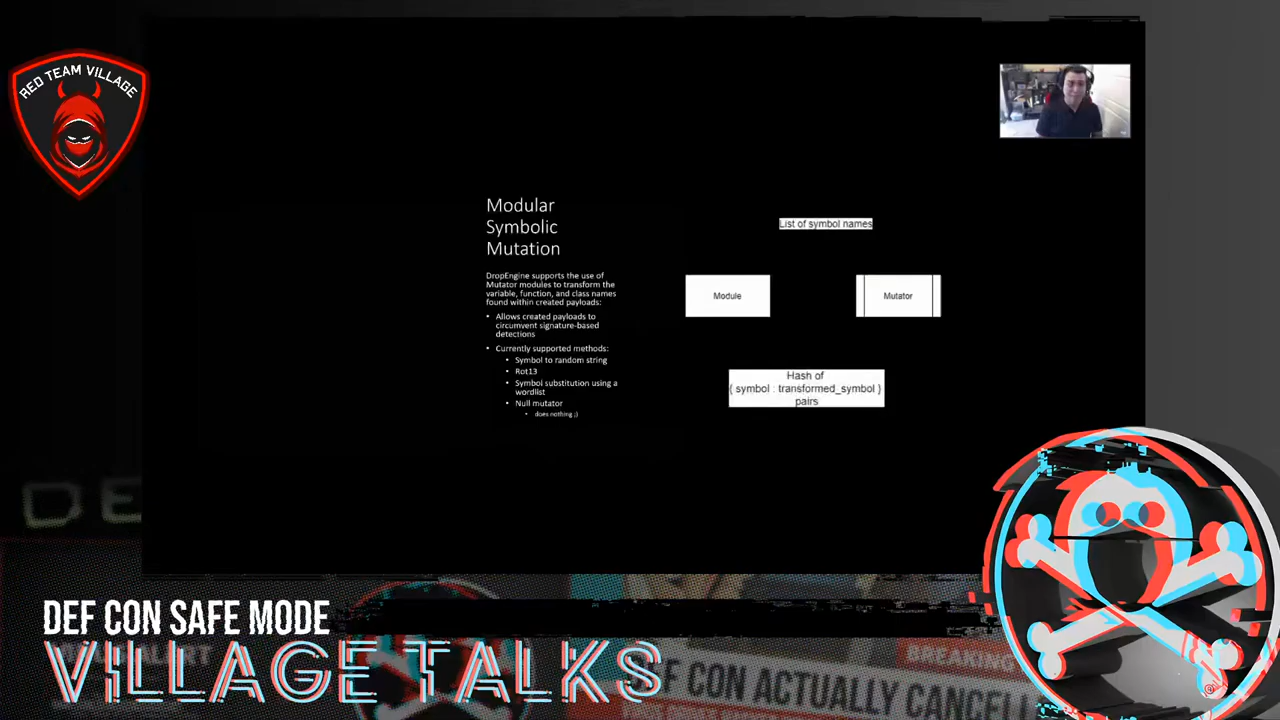 RED TEAM VILLAGE
Modular
Symbolic
Mutation
DropEngine supports the use of
Mutator modules to transform the
variable, function, and class names
found within created payloads:
• Allows created payloads to
circumvent signature-based
detections
• Currently supported methods:
• Symbol to random string
• Rot13
• Symbol substitution using a
wordlist
• Null mutator
• does nothing ;)
List of symbol names
Module
Mutator
Hash of
{ symbol : transformed_symbol }
pairs
DE
DEF CON SAFE MODE
VILLAGE TALKS
BREAKING
DEF CON ACTUALLY CANCELL